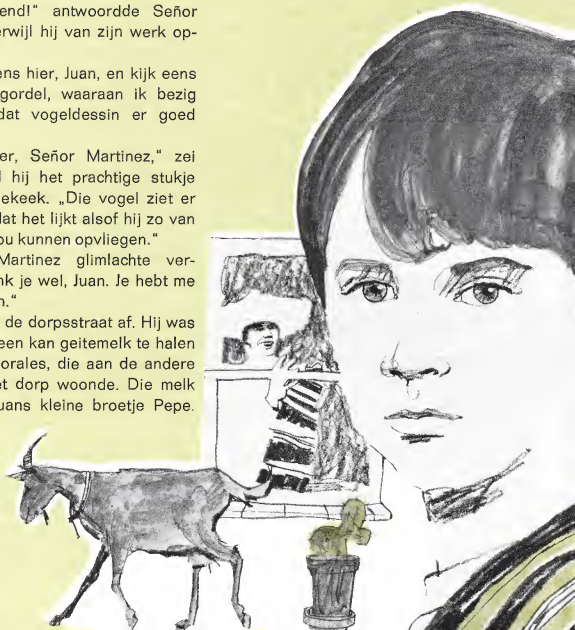 end!“ antwoordde Señor
erwijl hij van zijn werk op-
ens hier, Juan, en kijk eens
gordel, waaraan ik bezig
dat vogeldessin er goed
er, Señor Martinez,“ zei
hij het prachtige stukje
ekeek. „Die vogel ziet er
dat het lijkt alsof hij zo van
ou kunnen opvliegen.“
Martinez glimlachte ver-
nk je wel, Juan. Je hebt me
n.“
de dorpsstraat af. Hij was
een kan geitemelk te halen
orales, die aan de andere
et dorp woonde. Die melk
uans kleine broetje Pepe.